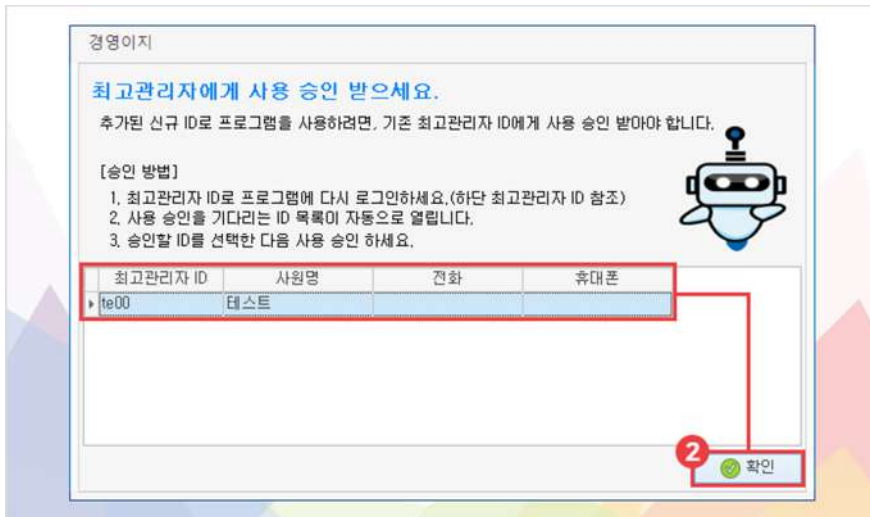 경영이지
최고관리자에게 사용 승인 받으세요.
추가된 신규 ID로 프로그램을 사용하려면, 기존 최고관리자 ID에게 사용 승인 받아야 합니다.
[승인 방법]
1. 최고관리자 ID로 프로그램에 다시 로그인하세요.(하단 최고관리자 ID 참조)
2. 사용 승인을 기다리는 ID 목록이 자동으로 열립니다.
3. 승인할 ID를 선택한 다음 사용 승인 하세요.
최고관리자 ID 사원명 전화 휴대폰
te00 테스트
2 확인